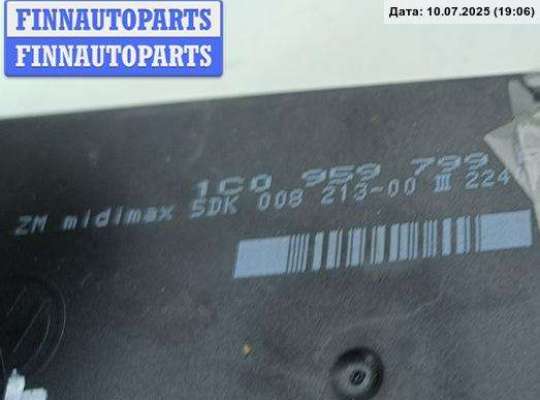 FINNAUTOPARTS
FINNAUTOPARTS
Дата: 10.07.2025 (19:06)
1C0 959 799
ZM midimax 5DK 008 213-00 III 224